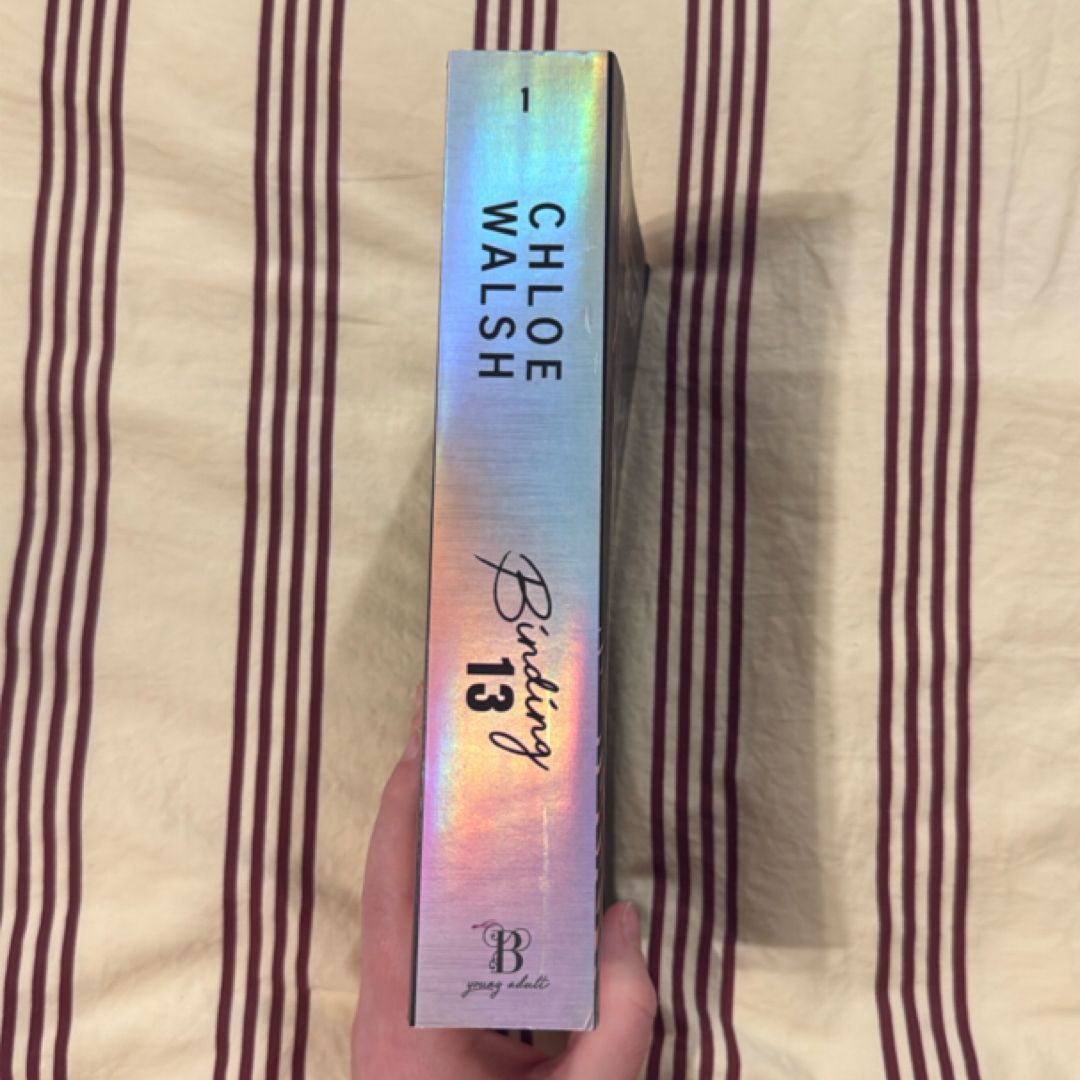 1
CHLOE
WALSH
Binding
13
B
young adult